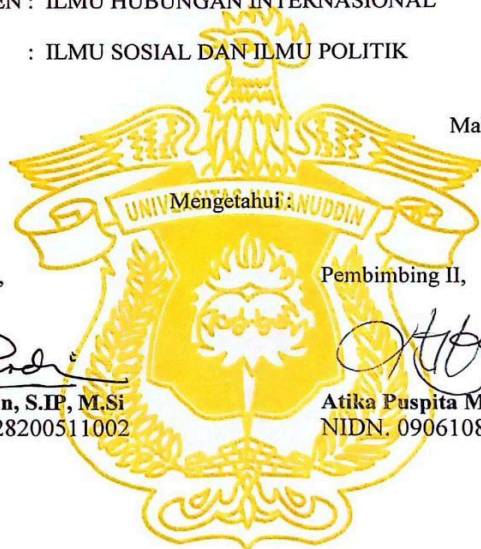 EN : ILMU HUBUNGAN INTERNASIONAL
: ILMU SOSIAL DAN ILMU POLITIK
Ma
Mengetahui :
UNIVERSITAS HASANUDDIN
Pembimbing II,
n, S.IP, M.Si
Atika Puspita M
28200511002
NIDN. 0906108